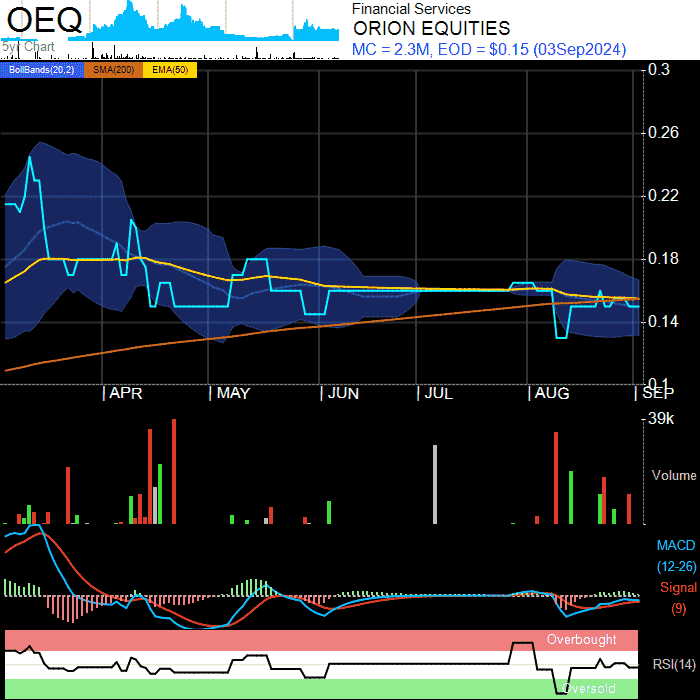 OEQ
5yr Chart
Financial Services
ORION EQUITIES
MC = 2.3M, EOD = $0.15 (03Sep2024)
BollBands(20,2) SMA(200) EMA(50)
0.3
0.26
0.22
0.18
0.14
0.1
APR MAY JUN JUL AUG SEP
39k
Volume
MACD
(12-26)
Signal
(9)
Overbought
RSI(14)
Oversold